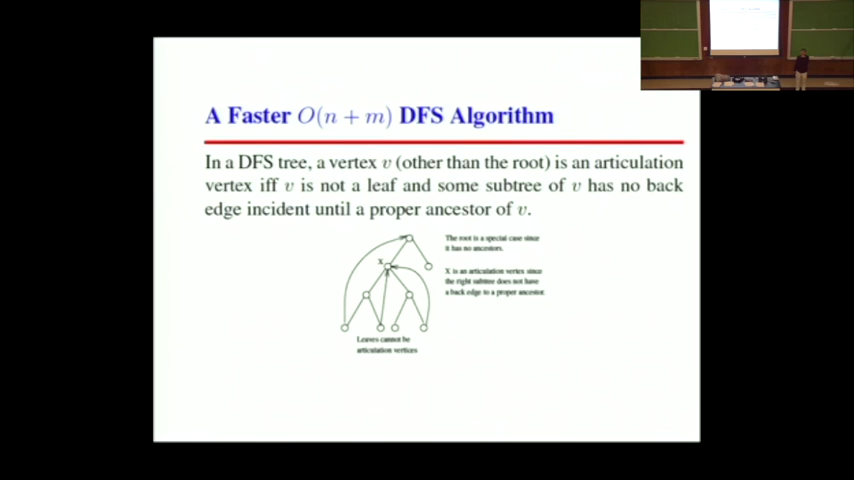 A Faster O(n + m) DFS Algorithm
In a DFS tree, a vertex v (other than the root) is an articulation
vertex iff v is not a leaf and some subtree of v has no back
edge incident until a proper ancestor of v.
The root is a special case since
it has no ancestors.
X
X is an articulation vertex since
the right subtree does not have
a back edge to a proper ancestor.
Leaves cannot be
articulation vertices